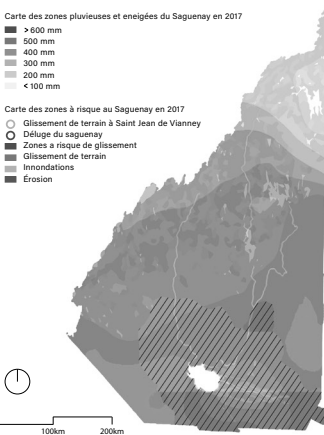 Carte des zones pluvieuses et eneigées du Saguenay en 2017
> 600 mm
500 mm
400 mm
300 mm
200 mm
< 100 mm
Carte des zones à risque au Saguenay en 2017
Glissement de terrain à Saint Jean de Vianney
Déluge du saguenay
Zones a risque de glissement
Glissement de terrain
Innondations
Érosion
100km 200km